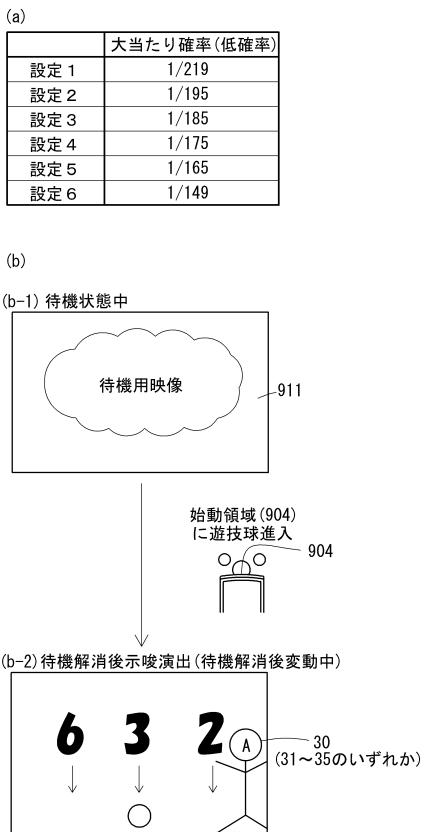 (a)
大当たり確率(低確率)
設定1 1/219
設定2 1/195
設定3 1/185
設定4 1/175
設定5 1/165
設定6 1/149
(b)
(b-1) 待機状態中
待機用映像
911
始動領域(904)
に遊技球進入
904
(b-2)待機解消後示唆演出(待機解消後変動中)
6 3 2
A
30
(31~35のいずれか)